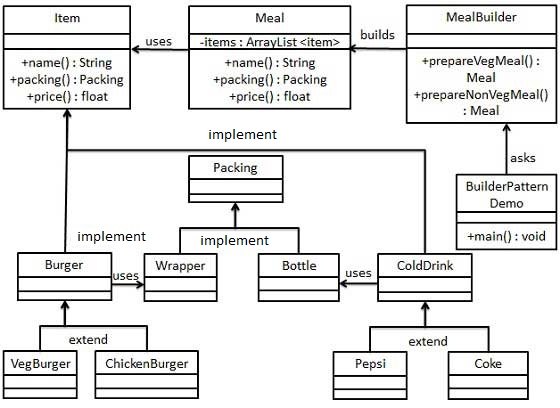 Item
+name() : String
+packing() : Packing
+price() : float
uses
Meal
-items : ArrayList <item>
+name() : String
+packing() : Packing
+price() : float
builds
MealBuilder
+prepareVegMeal() :
Meal
+prepareNonVegMeal()
: Meal
asks
BuilderPattern
Demo
+main() : void
implement
Packing
implement
implement
Burger
uses
Wrapper
Bottle
uses
ColdDrink
extend
VegBurger
ChickenBurger
extend
Pepsi
Coke